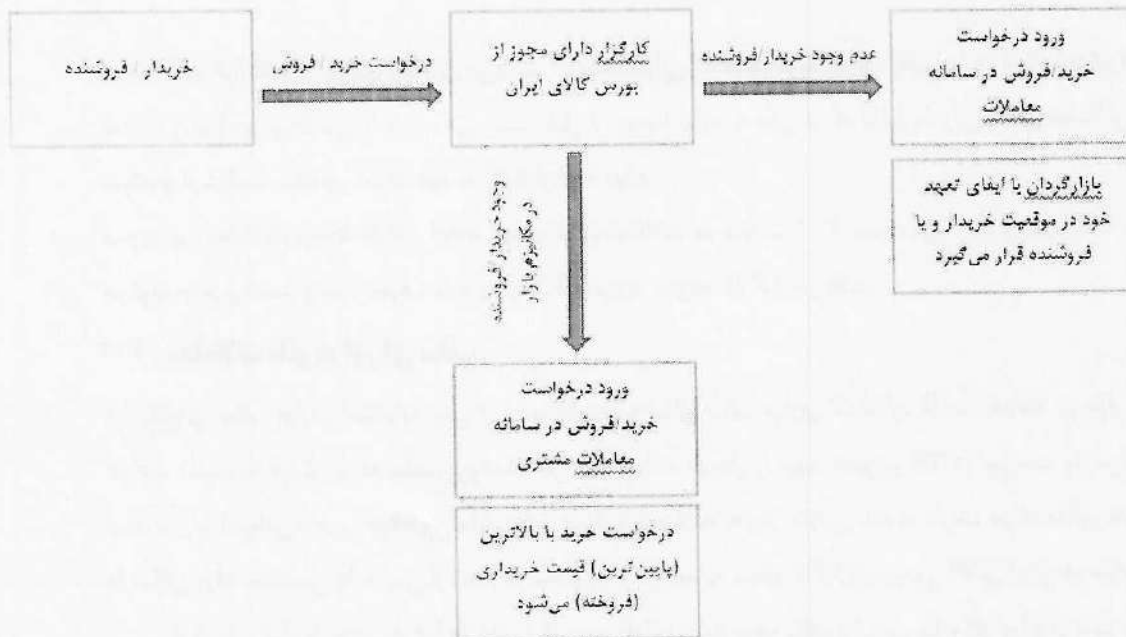 خریدار/ فروشنده
درخواست خرید/ فروش
کارگزار دارای مجوز از
بورس کالای ایران
عدم وجود خریدار/فروشنده
ورود درخواست
خرید/فروش در سامانه
معاملات
بازارگردان با ایفای تعهد
خود در موقعیت خریدار و یا
فروشنده قرار می‌گیرد
وجود خریدار/فروشنده
در مکانیزم بازار
ورود درخواست
خرید/فروش در سامانه
معاملات مشتری
درخواست خرید با بالاترین
(پایین ترین) قیمت خریداری
(فروخته) می‌شود